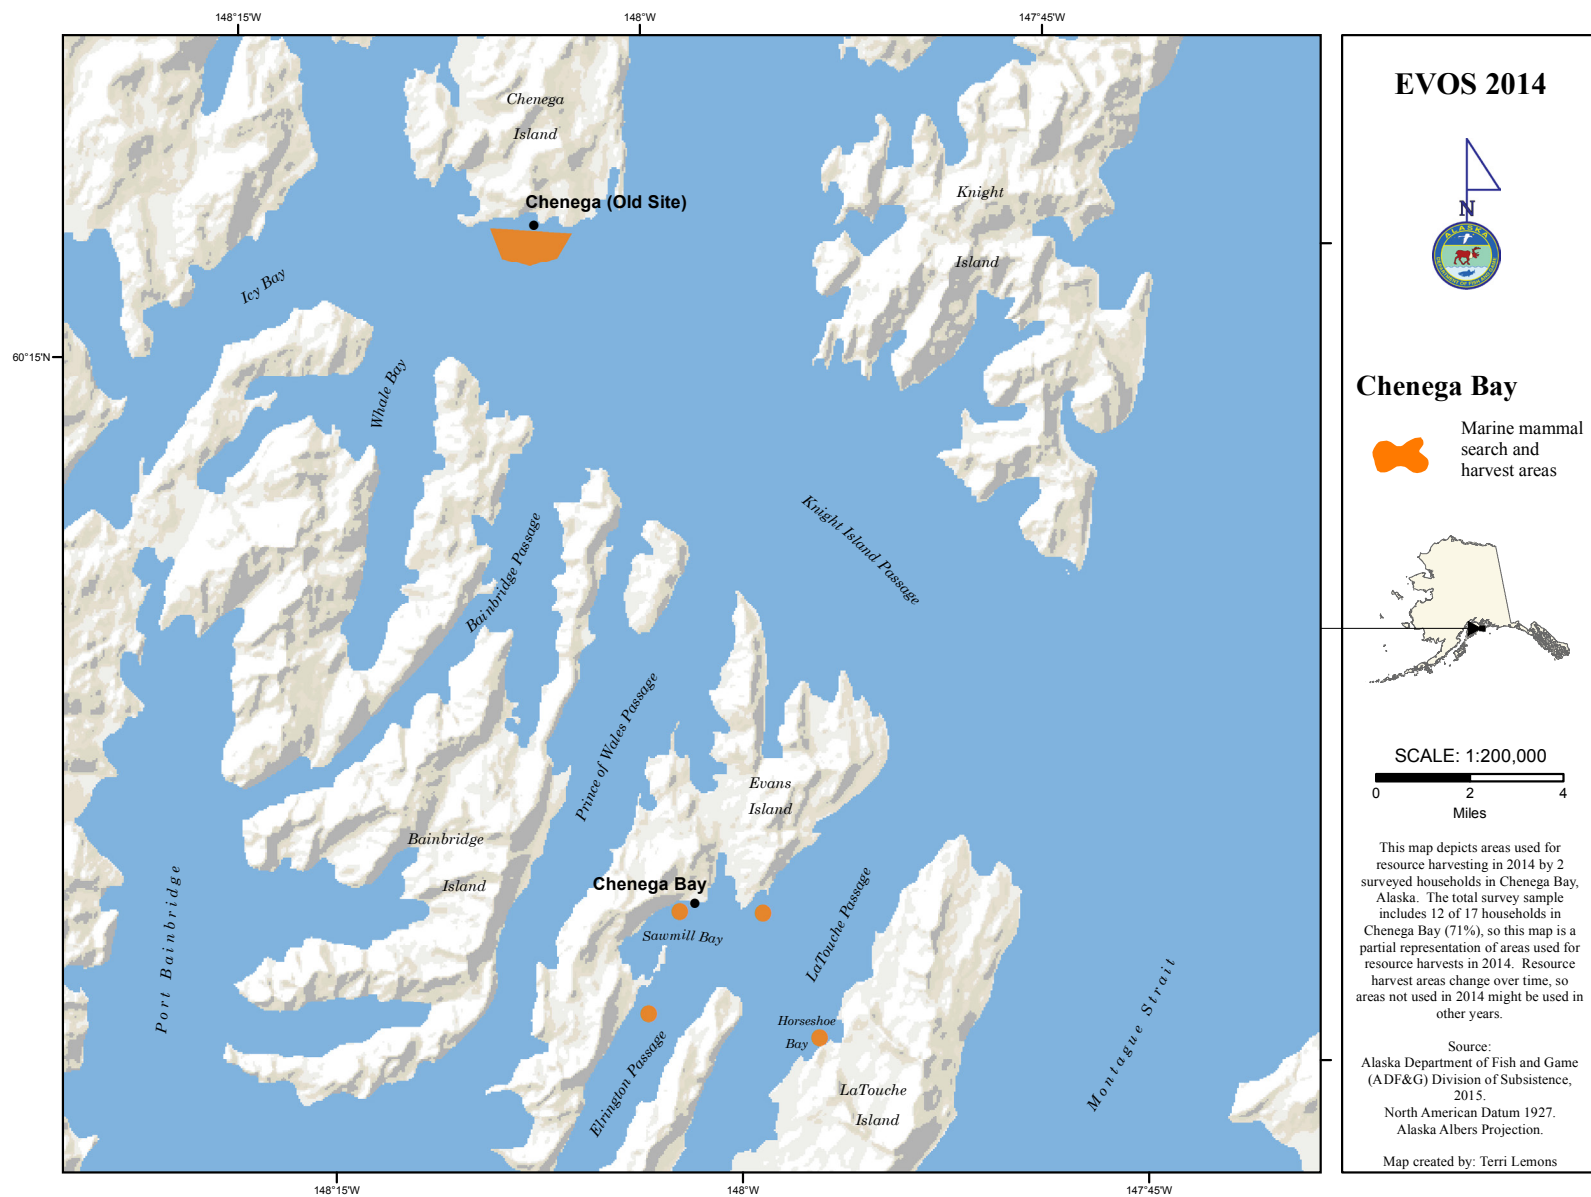 148°15'W
148°W
147°45'W
Chenega
Island
Chenega (Old Site)
Knight
Island
Icy Bay
60°15'N
Whale Bay
Bainbridge Passage
Knight Island Passage
Prince of Wales Passage
Evans
Island
Bainbridge
Island
Chenega Bay
Sawmill Bay
LaTouche Passage
Port Bainbridge
Horseshoe
Bay
Elrington Passage
LaTouche
Island
Montague Strait
148°15'W
148°W
147°45'W
EVOS 2014
N
ALASKA
DEPARTMENT OF FISH AND GAME
Chenega Bay
Marine mammal
search and
harvest areas
SCALE: 1:200,000
0 2 4
Miles
This map depicts areas used for
resource harvesting in 2014 by 2
surveyed households in Chenega Bay,
Alaska. The total survey sample
includes 12 of 17 households in
Chenega Bay (71%), so this map is a
partial representation of areas used for
resource harvests in 2014. Resource
harvest areas change over time, so
areas not used in 2014 might be used in
other years.
Source:
Alaska Department of Fish and Game
(ADF&G) Division of Subsistence,
2015.
North American Datum 1927.
Alaska Albers Projection.
Map created by: Terri Lemons